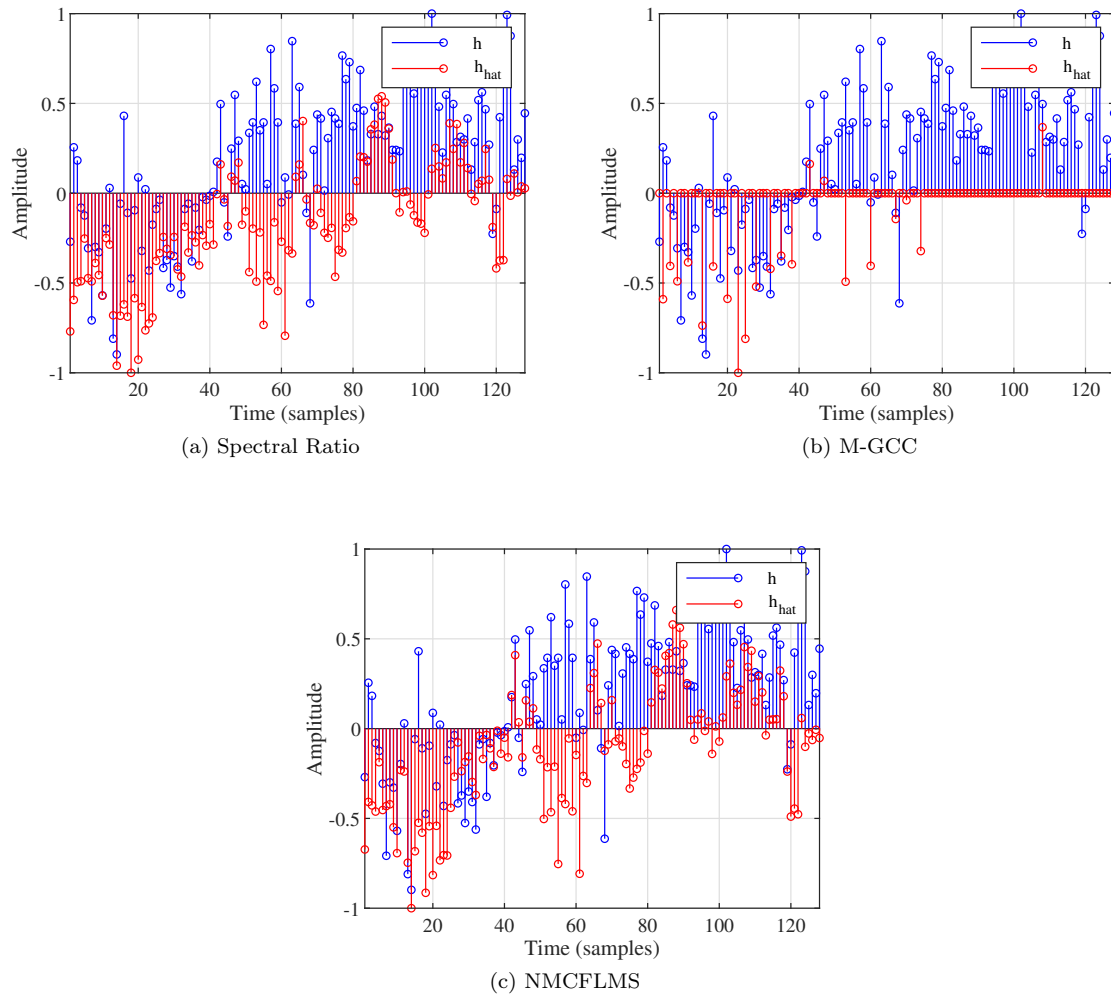 1
0.5
0
-0.5
-1
Amplitude
h
h_hat
20 40 60 80 100 120
Time (samples)
(a) Spectral Ratio
1
0.5
0
-0.5
-1
Amplitude
h
h_hat
20 40 60 80 100 120
Time (samples)
(b) M-GCC
1
0.5
0
-0.5
-1
Amplitude
h
h_hat
20 40 60 80 100 120
Time (samples)
(c) NMCFLMS